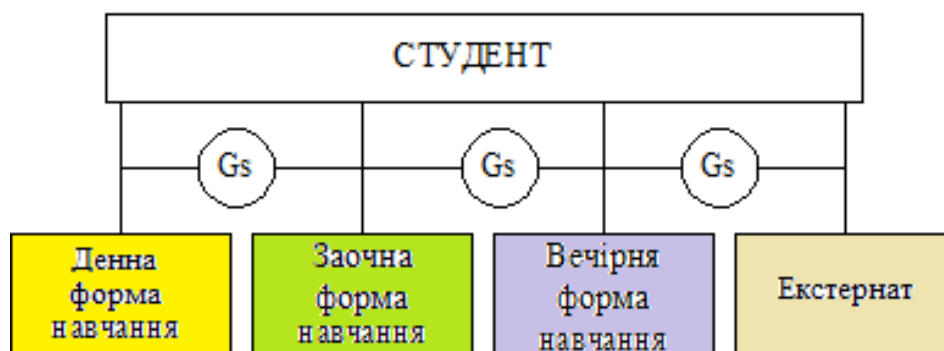 СТУДЕНТ
Gs
Gs
Gs
Денна
форма
навчання
Заочна
форма
навчання
Вечірня
форма
навчання
Екстернат